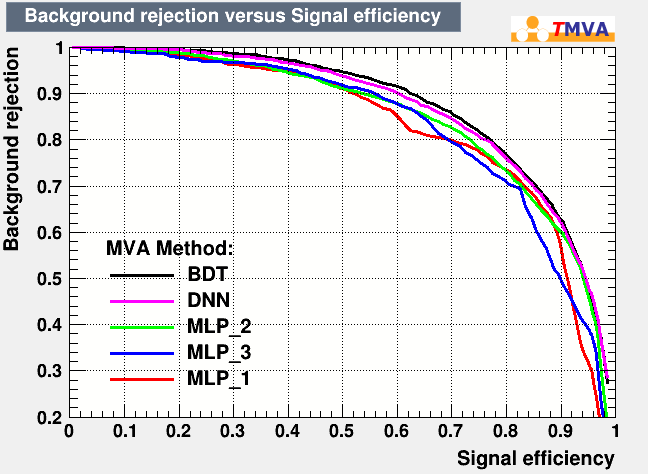 Background rejection versus Signal efficiency
TMVA
Background rejection
1
0.9
0.8
0.7
0.6
0.5
0.4
0.3
0.2
MVA Method:
BDT
DNN
MLP_2
MLP_3
MLP_1
0 0.1 0.2 0.3 0.4 0.5 0.6 0.7 0.8 0.9 1
Signal efficiency